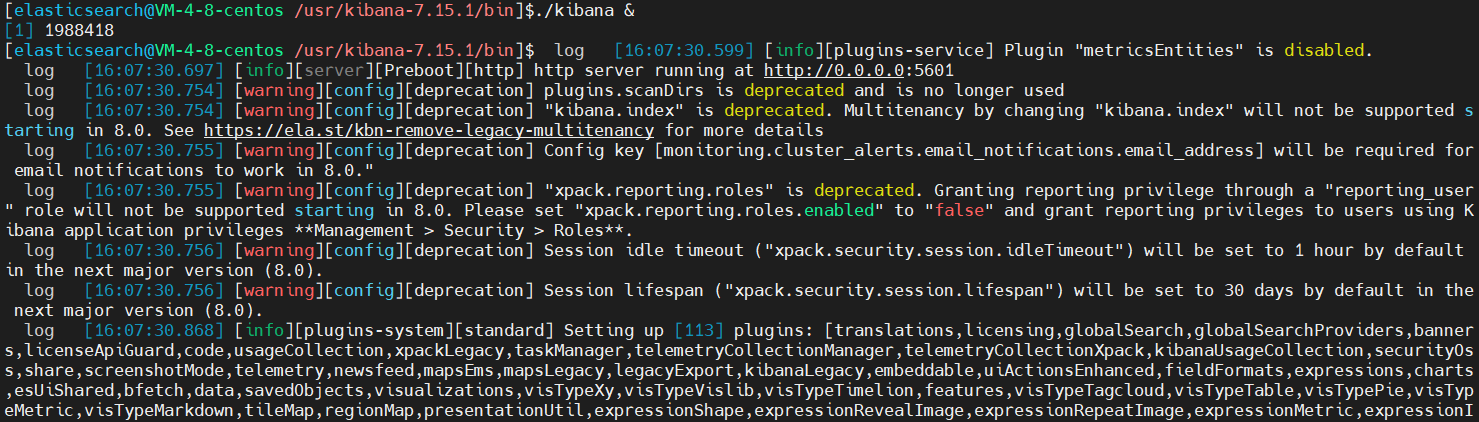 [elasticsearch@VM-4-8-centos /usr/kibana-7.15.1/bin]$./kibana &
[1] 1988418
[elasticsearch@VM-4-8-centos /usr/kibana-7.15.1/bin]$  log   [16:07:30.599] [info][plugins-service] Plugin "metricsEntities" is disabled.
  log   [16:07:30.697] [info][server][Preboot][http] http server running at http://0.0.0.0:5601
  log   [16:07:30.754] [warning][config][deprecation] plugins.scanDirs is deprecated and is no longer used
  log   [16:07:30.754] [warning][config][deprecation] "kibana.index" is deprecated. Multitenancy by changing "kibana.index" will not be supported s
tarting in 8.0. See https://ela.st/kbn-remove-legacy-multitenancy for more details
  log   [16:07:30.755] [warning][config][deprecation] Config key [monitoring.cluster_alerts.email_notifications.email_address] will be required for
 email notifications to work in 8.0."
  log   [16:07:30.755] [warning][config][deprecation] "xpack.reporting.roles" is deprecated. Granting reporting privilege through a "reporting_user
" role will not be supported starting in 8.0. Please set "xpack.reporting.roles.enabled" to "false" and grant reporting privileges to users using K
ibana application privileges **Management > Security > Roles**.
  log   [16:07:30.756] [warning][config][deprecation] Session idle timeout ("xpack.security.session.idleTimeout") will be set to 1 hour by default
in the next major version (8.0).
  log   [16:07:30.756] [warning][config][deprecation] Session lifespan ("xpack.security.session.lifespan") will be set to 30 days by default in the
 next major version (8.0).
  log   [16:07:30.868] [info][plugins-system][standard] Setting up [113] plugins: [translations,licensing,globalSearch,globalSearchProviders,banner
s,licenseApiGuard,code,usageCollection,xpackLegacy,taskManager,telemetryCollectionManager,telemetryCollectionXpack,kibanaUsageCollection,securityOs
s,share,screenshotMode,telemetry,newsfeed,mapsEms,mapsLegacy,legacyExport,kibanaLegacy,embeddable,uiActionsEnhanced,fieldFormats,expressions,charts
,esUiShared,bfetch,data,savedObjects,visualizations,visTypeXy,visTypeVislib,visTypeTimelion,features,visTypeTagcloud,visTypeTable,visTypePie,visTyp
eMetric,visTypeMarkdown,tileMap,regionMap,presentationUtil,expressionShape,expressionRevealImage,expressionRepeatImage,expressionMetric,expressionI